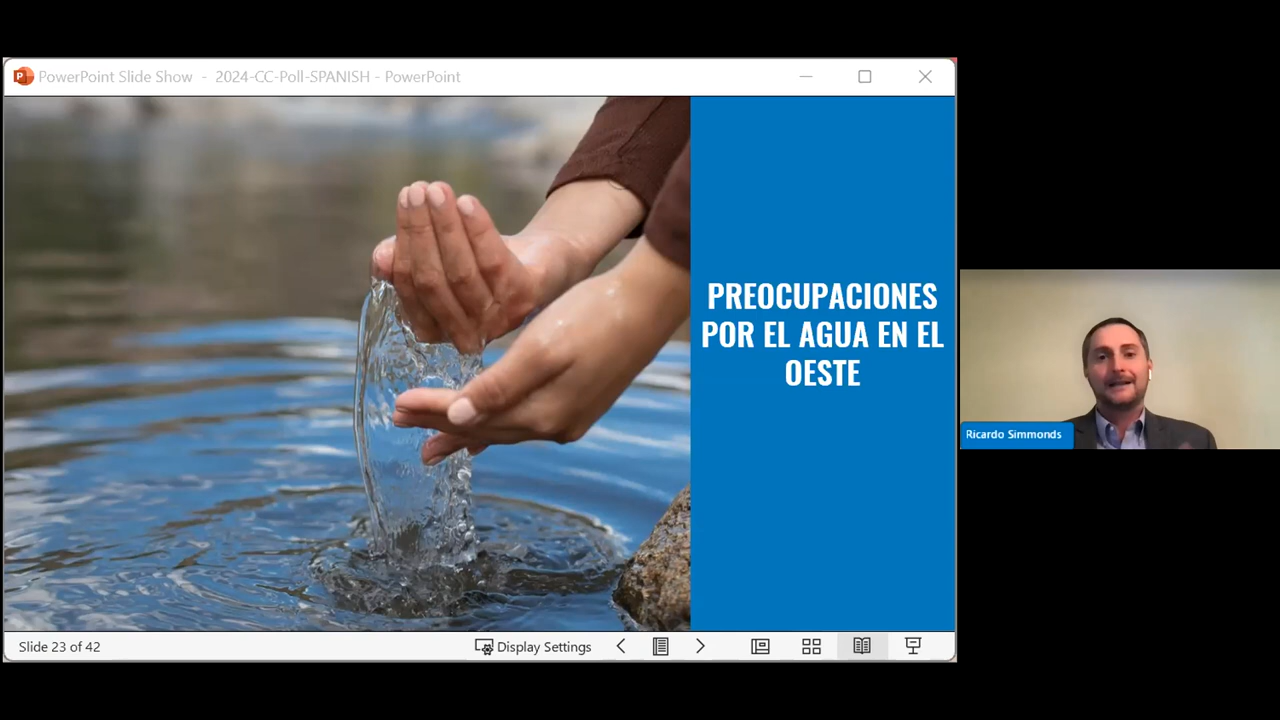 PowerPoint Slide Show - 2024-CC-Poll-SPANISH - PowerPoint
PREOCUPACIONES
POR EL AGUA EN EL
OESTE
Ricardo Simmonds
Slide 23 of 42
Display Settings